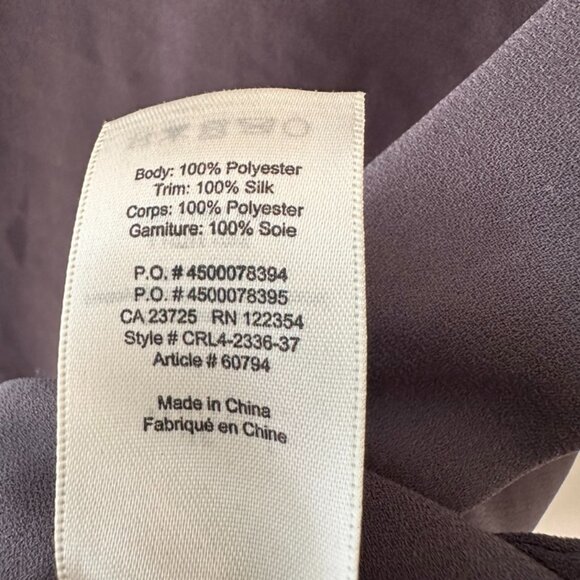 Body: 100% Polyester
Trim: 100% Silk
Corps: 100% Polyester
Garniture: 100% Soie
P.O. # 4500078394
P.O. # 4500078395
CA 23725 RN 122354
Style # CRL4-2336-37
Article # 60794
Made in China
Fabriqué en Chine